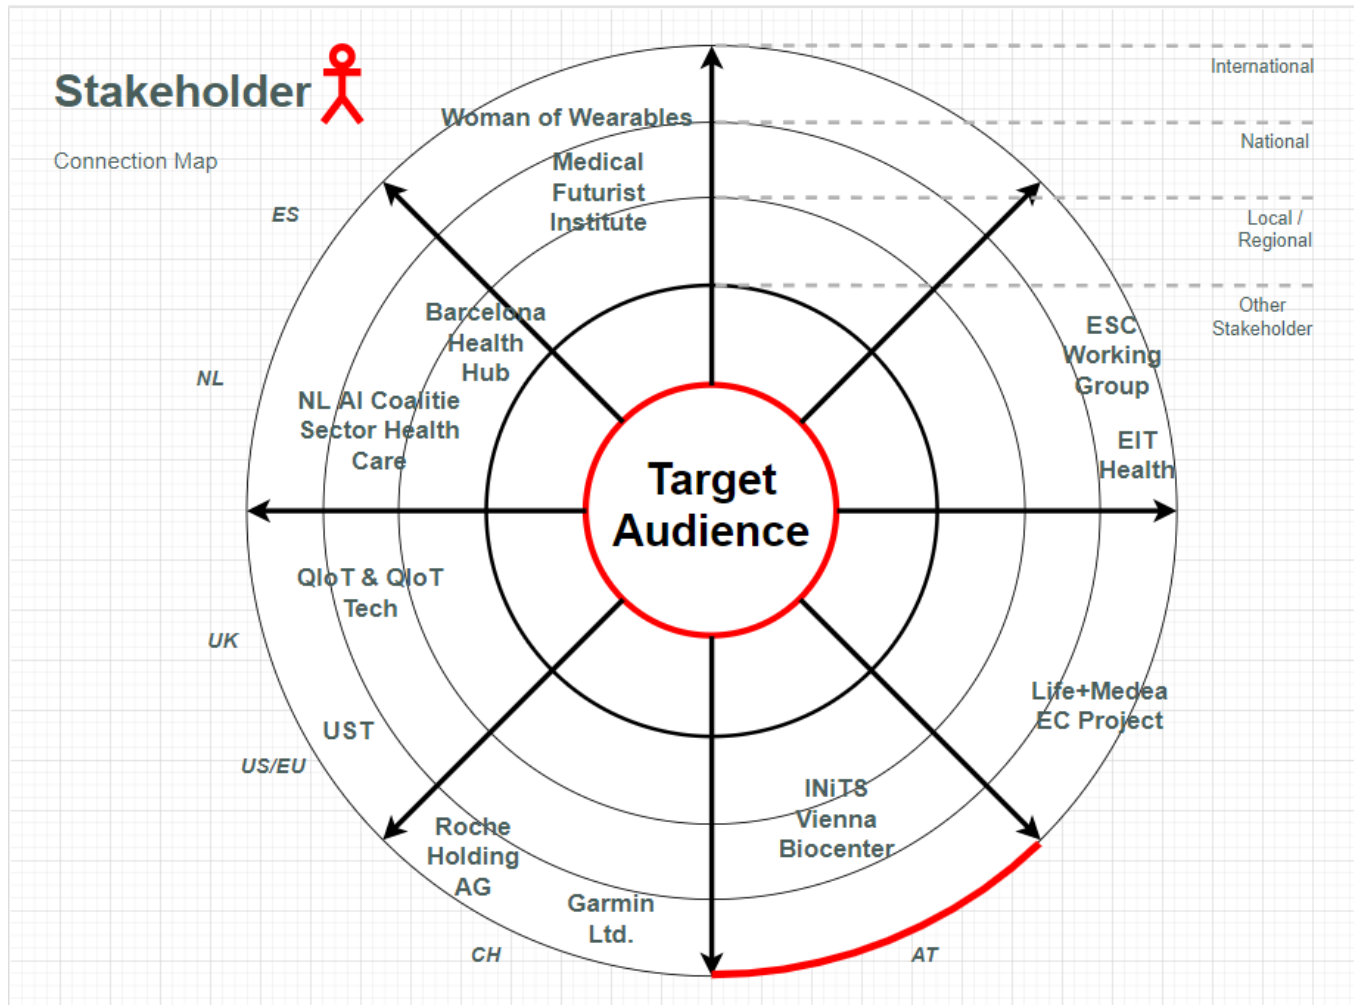 Stakeholder
Connection Map
International
National
Local /
Regional
Other
Stakeholder
Woman of Wearables
Medical
Futurist
Institute
ES
Barcelona
Health
Hub
NL
NL AI Coalitie
Sector Health
Care
ESC
Working
Group
EIT
Health
Target
Audience
QIoT & QIoT
Tech
UK
UST
US/EU
Life+Medea
EC Project
Roche
Holding
AG
Garmin
Ltd.
CH
INiTS
Vienna
Biocenter
AT